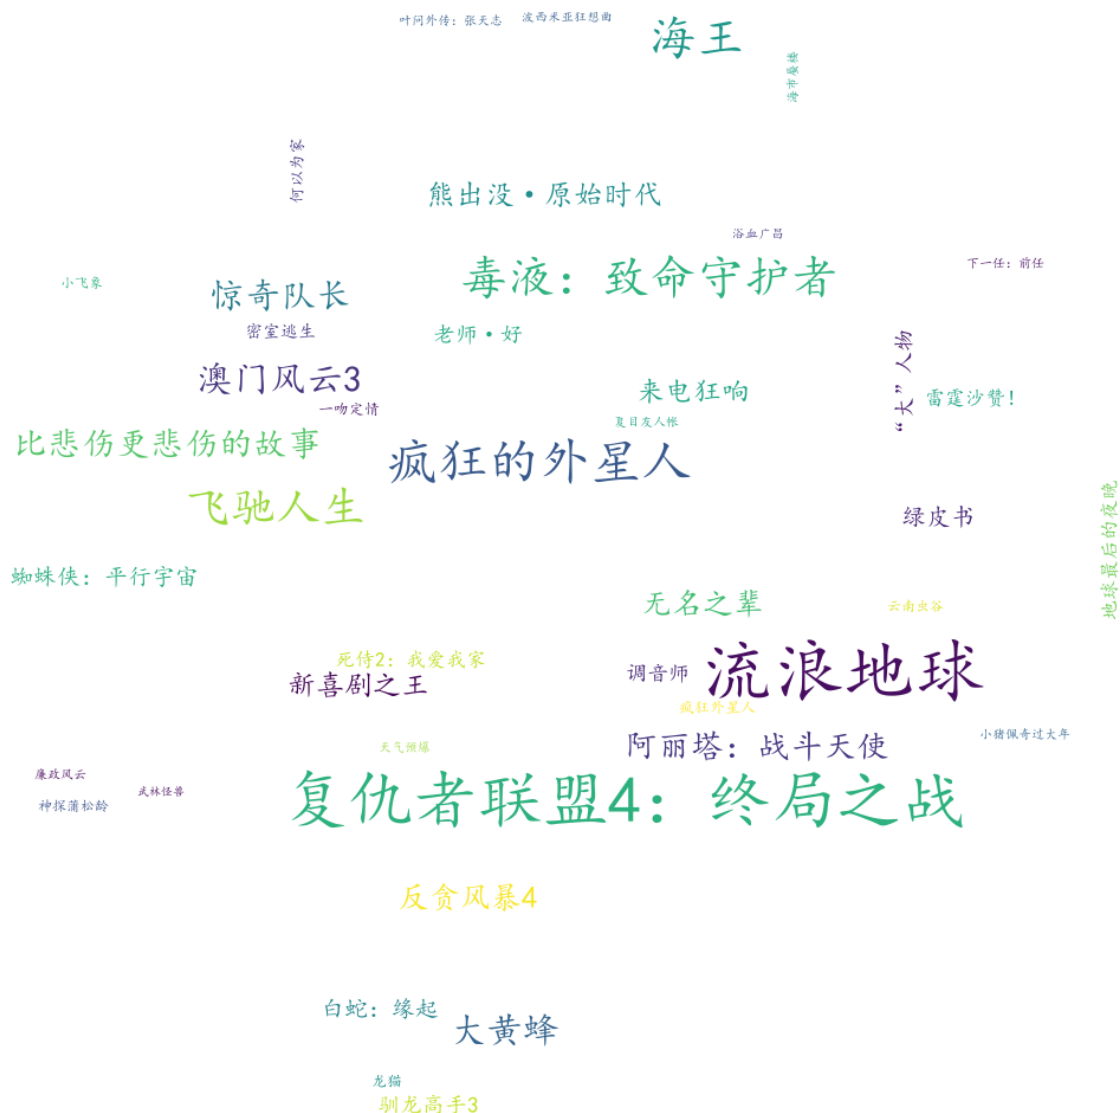 叶问外传：张天志
波西米亚狂想曲
海王
海市蜃楼
何以为家
熊出没·原始时代
浴血广昌
下一任：前任
毒液：致命守护者
小飞象
惊奇队长
密室逃生
老师·好
“大”人物
澳门风云3
来电狂响
雷霆沙赞!
一吻定情
夏目友人帐
比悲伤更悲伤的故事
疯狂的外星人
飞驰人生
绿皮书
地球最后的夜晚
蜘蛛侠：平行宇宙
无名之辈
云南虫谷
死侍2：我爱我家
新喜剧之王
调音师
流浪地球
疯狂外星人
小猪佩奇过大年
天气预爆
阿丽塔：战斗天使
廉政风云
武林怪兽
神探蒲松龄
复仇者联盟4：终局之战
反贪风暴4
白蛇：缘起
大黄蜂
龙猫
驯龙高手3